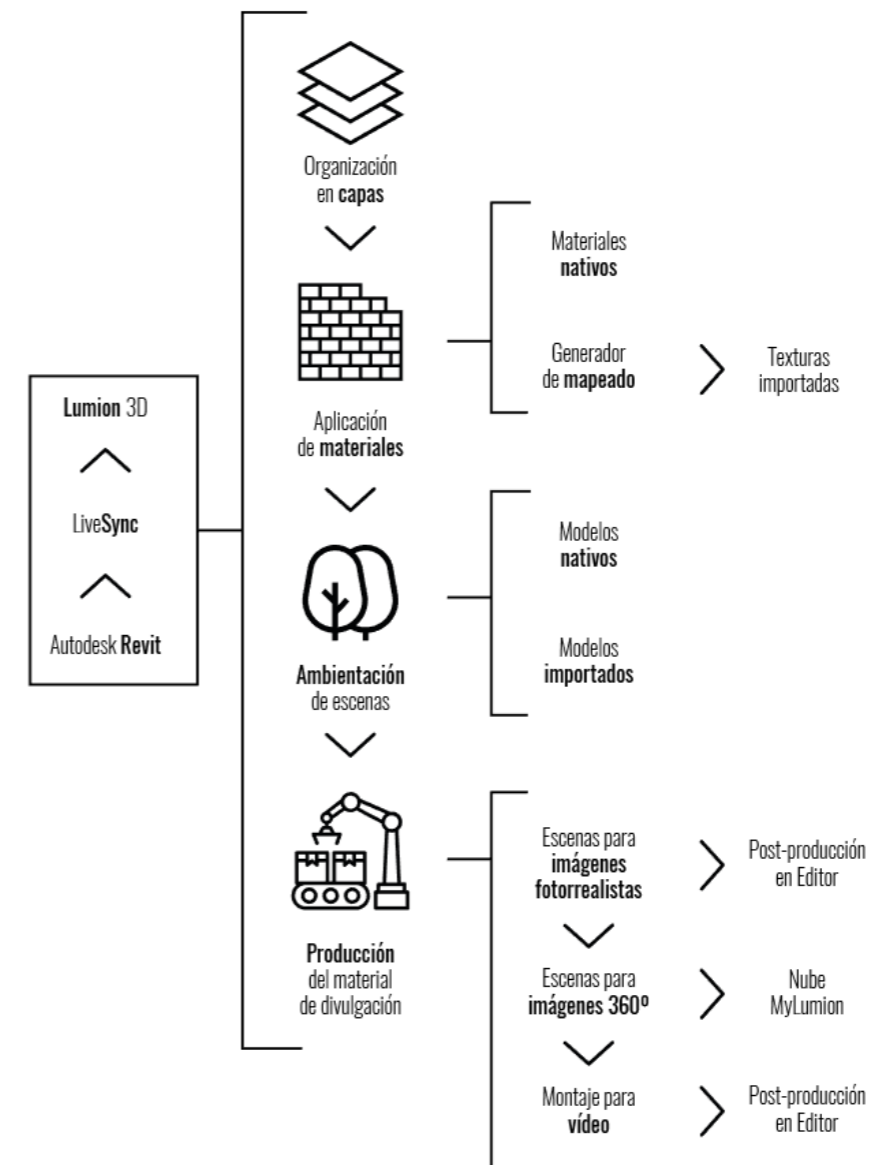 Lumion 3D
LiveSync
Autodesk Revit
Organización
en capas
Aplicación
de materiales
Ambientación
de escenas
Producción
del material
de divulgación
Materiales
nativos
Generador
de mapeado
Texturas
importadas
Modelos
nativos
Modelos
importados
Escenas para
imágenes
fotorrealistas
Post-producción
en Editor
Escenas para
imágenes 360º
Nube
MyLumion
Montaje para
vídeo
Post-producción
en Editor